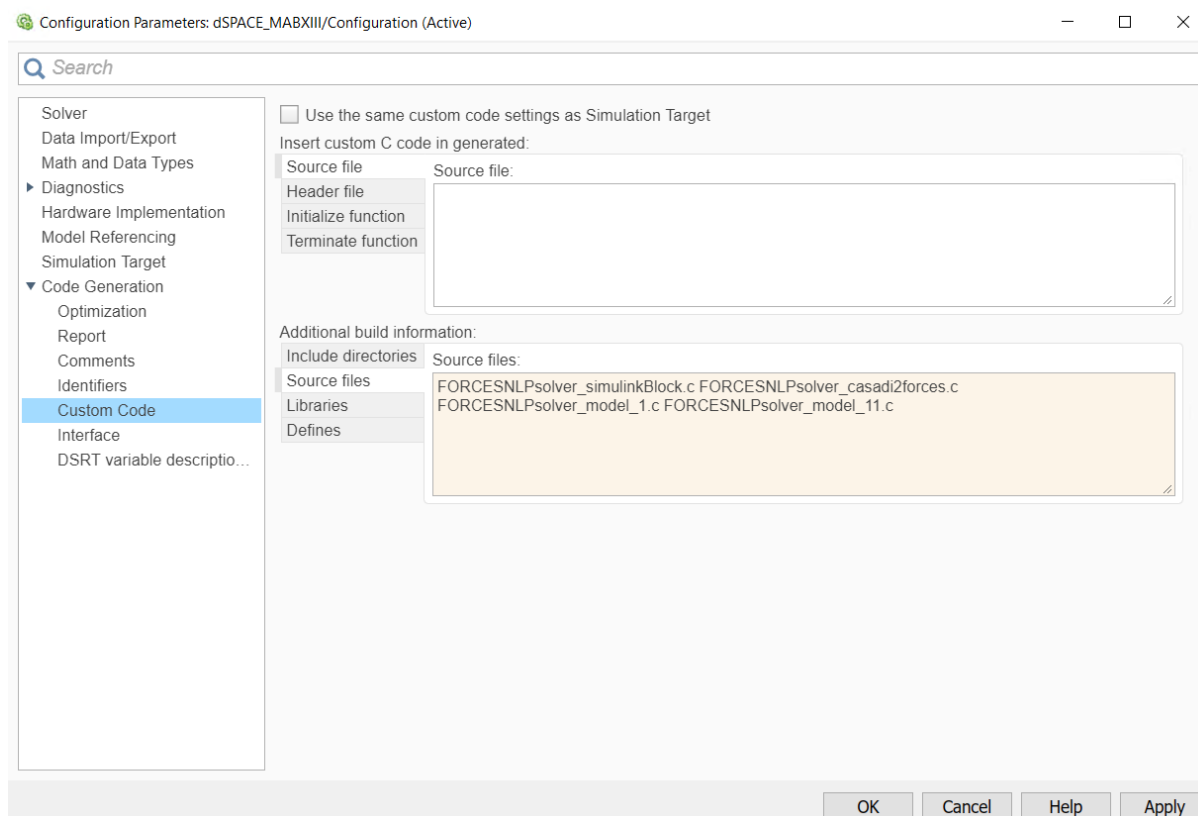 Configuration Parameters: dSPACE_MABXIII/Configuration (Active)
Search
Solver
Data Import/Export
Math and Data Types
Diagnostics
Hardware Implementation
Model Referencing
Simulation Target
Code Generation
Optimization
Report
Comments
Identifiers
Custom Code
Interface
DSRT variable descriptio...
Use the same custom code settings as Simulation Target
Insert custom C code in generated:
Source file
Header file
Initialize function
Terminate function
Source file:
Additional build information:
Include directories
Source files
Libraries
Defines
Source files:
FORCESNLPsolver_simulinkBlock.c FORCESNLPsolver_casadi2forces.c
FORCESNLPsolver_model_1.c FORCESNLPsolver_model_11.c
OK Cancel Help Apply